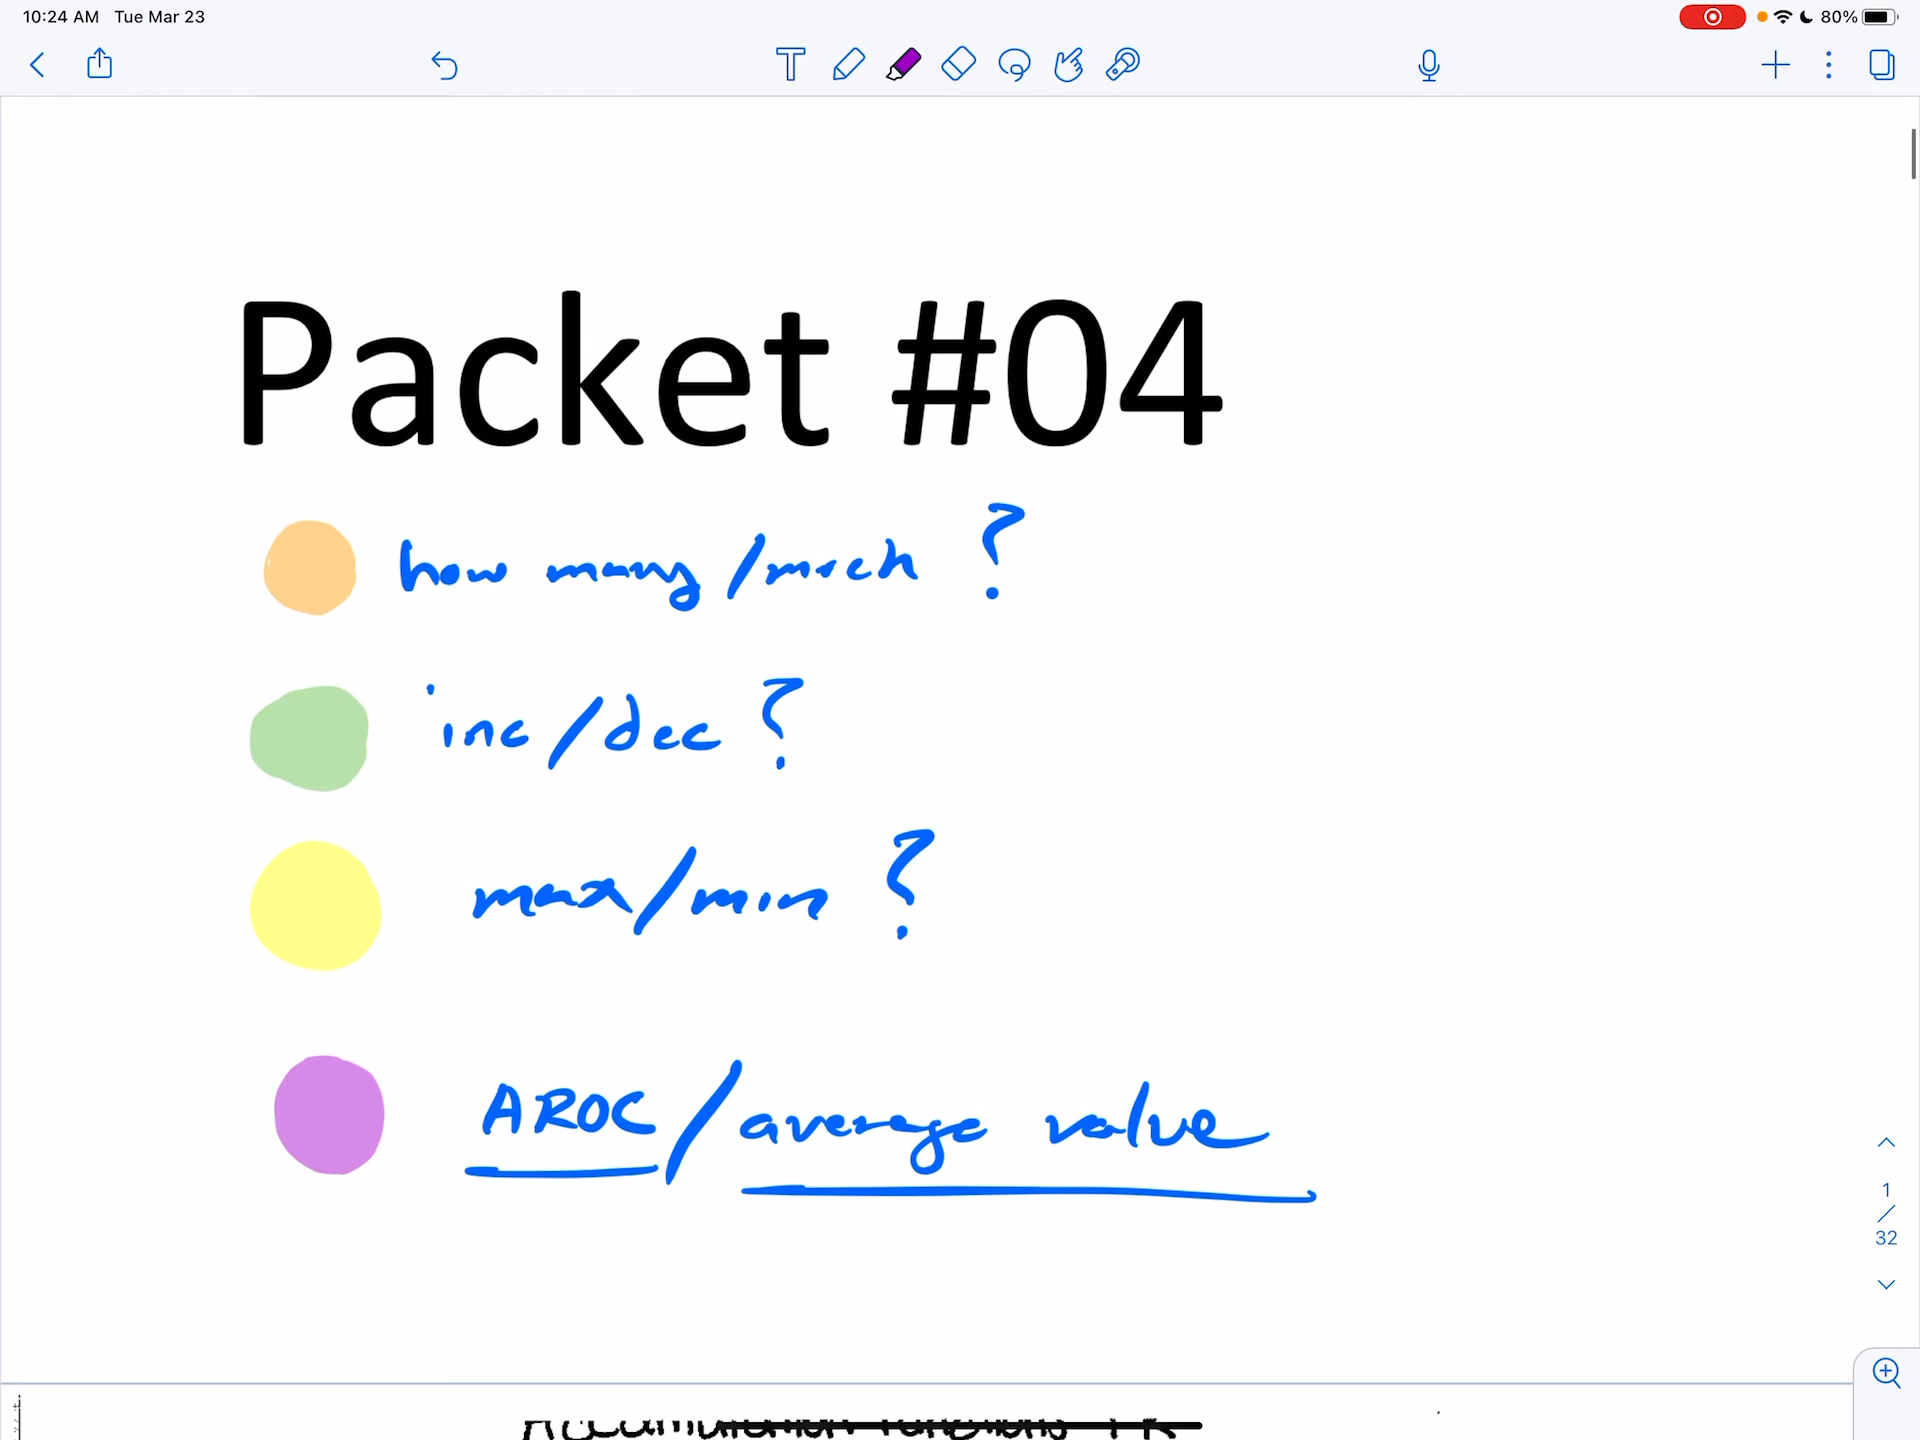 10:24 AM Tue Mar 23 80%
T
Packet #04
how many/much ?
inc/dec ?
max/min ?
AROC/average value
1
/
32